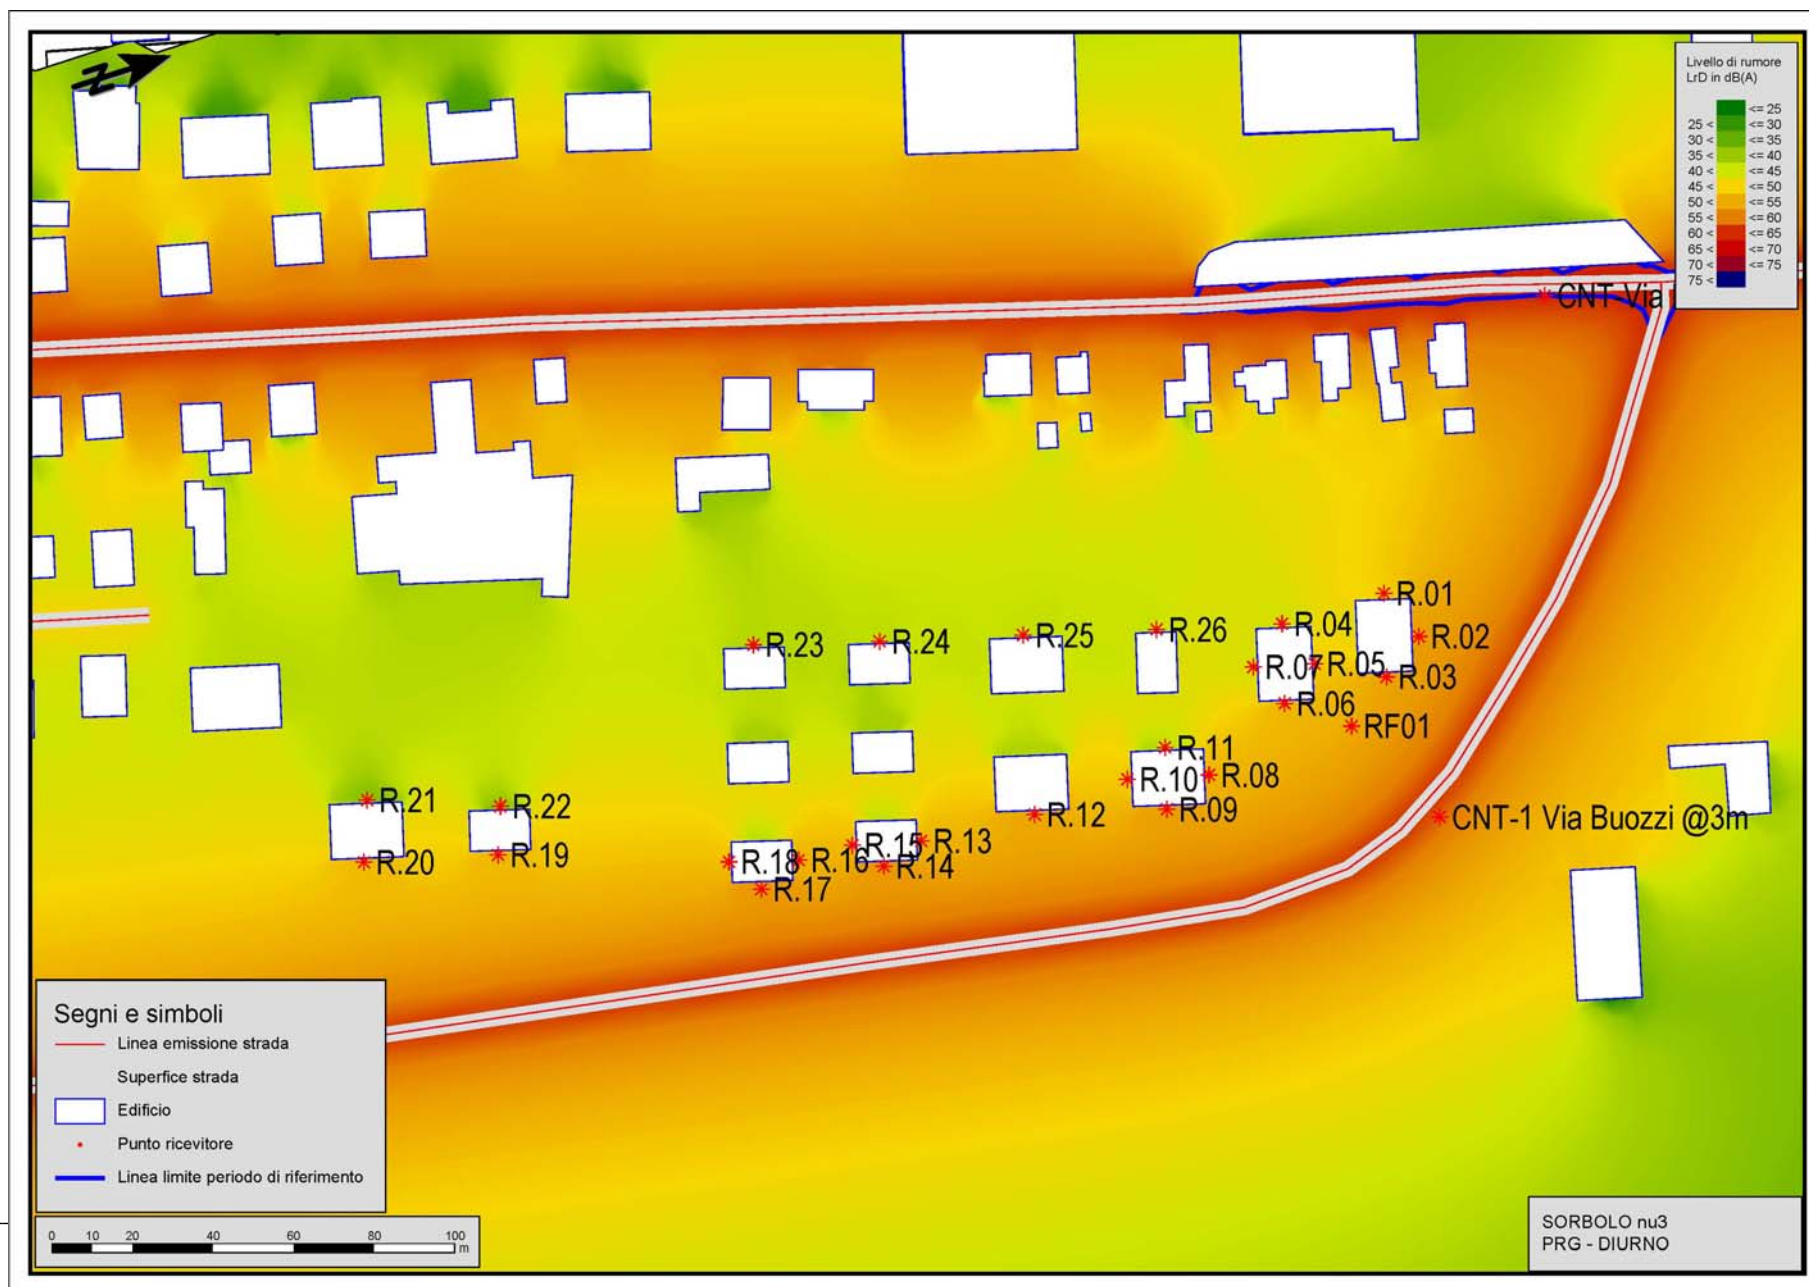 N
Livello di rumore
LrD in dB(A)
<= 25
25 < <= 30
30 < <= 35
35 < <= 40
40 < <= 45
45 < <= 50
50 < <= 55
55 < <= 60
60 < <= 65
65 < <= 70
70 < <= 75
75 <
CNT-Via
R.01
R.02
R.03
R.04
R.05
R.07
R.06
RF01
R.23
R.24
R.25
R.26
R.11
R.10
R.08
R.09
R.12
CNT-1 Via Buozzi @3m
R.21
R.22
R.20
R.19
R.18
R.16
R.15
R.13
R.14
R.17
Segni e simboli
Linea emissione strada
Superfice strada
Edificio
Punto ricevitore
Linea limite periodo di riferimento
0 10 20 40 60 80 100
m
SORBOLO nu3
PRG - DIURNO